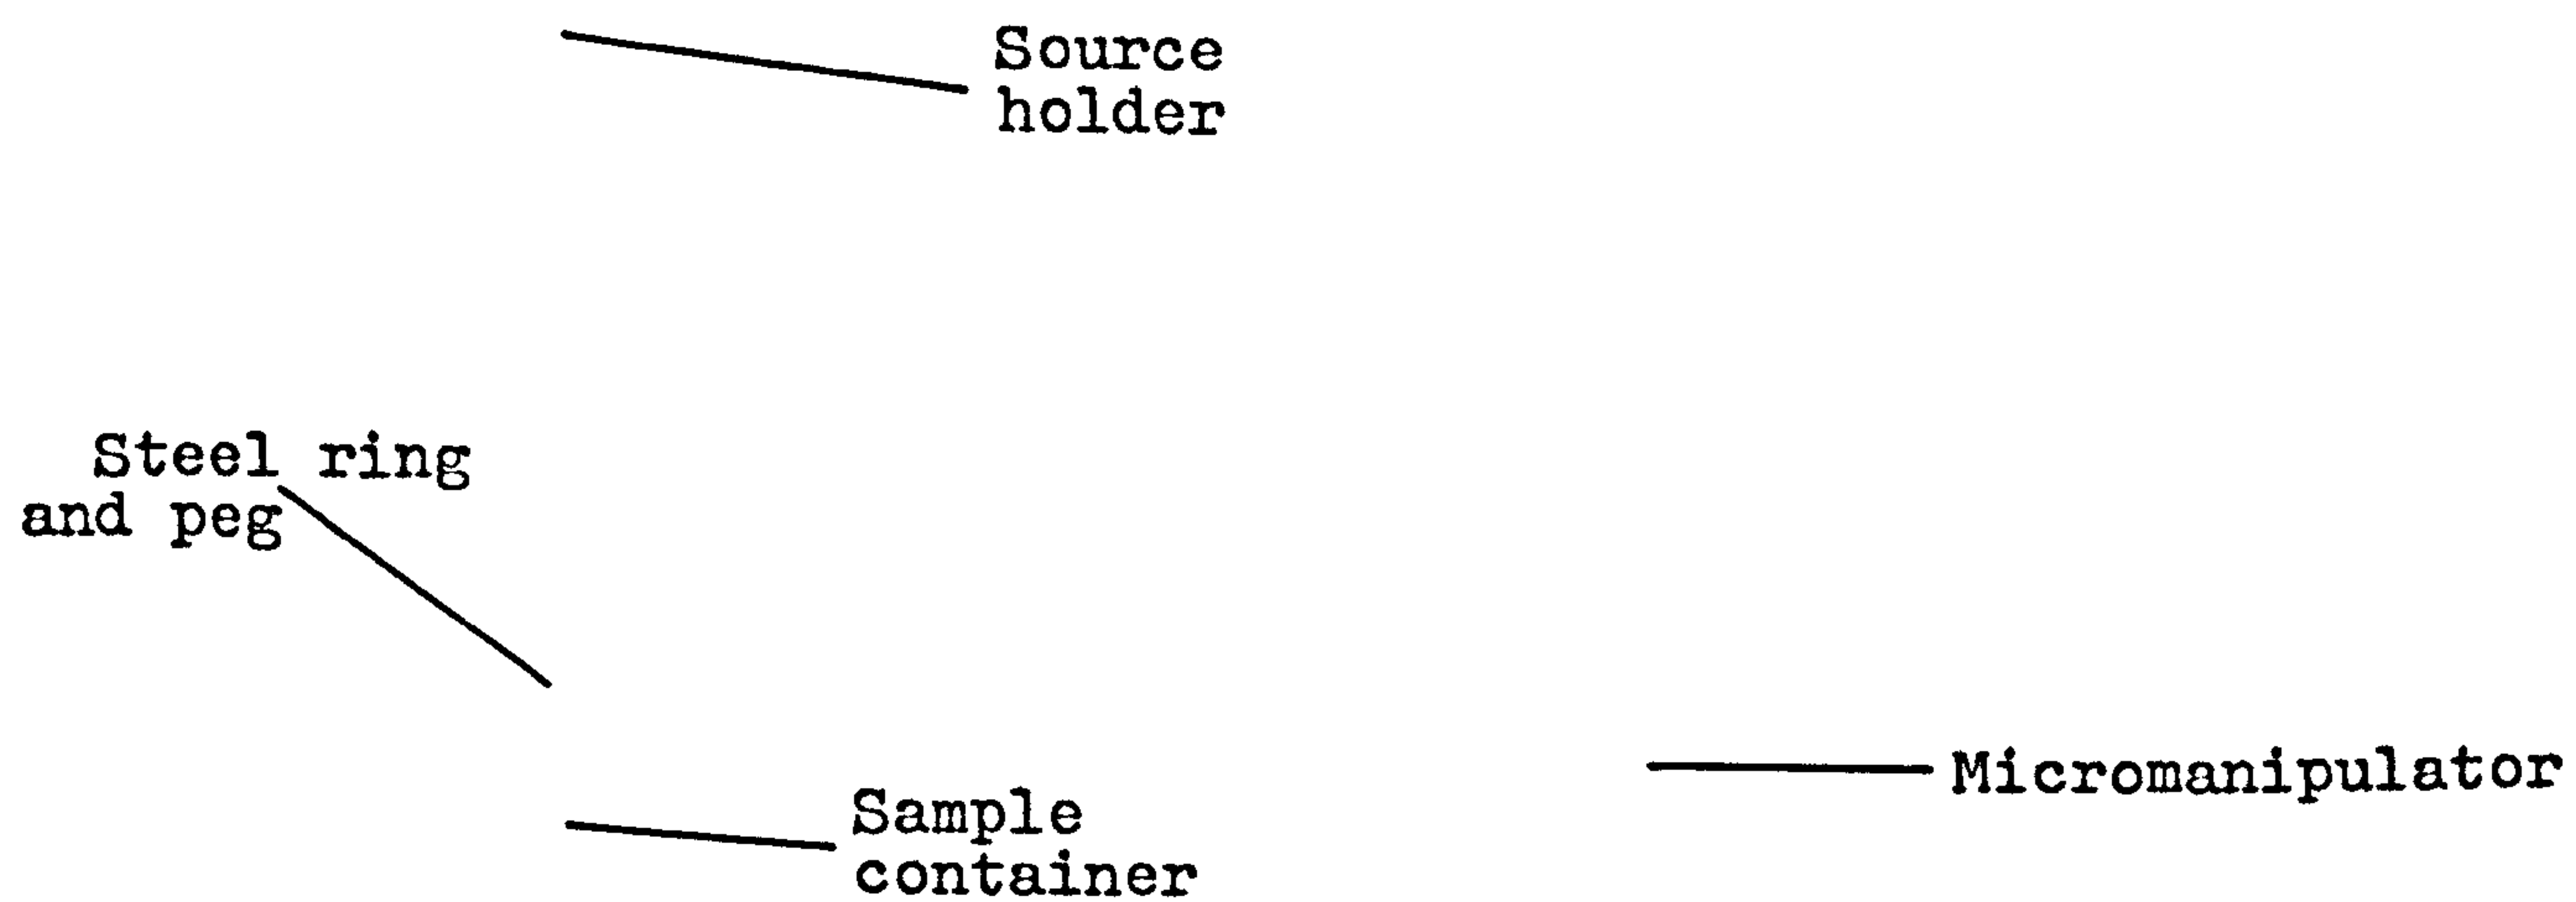 Source
holder
Steel ring
and peg
Micromanipulator
Sample
container